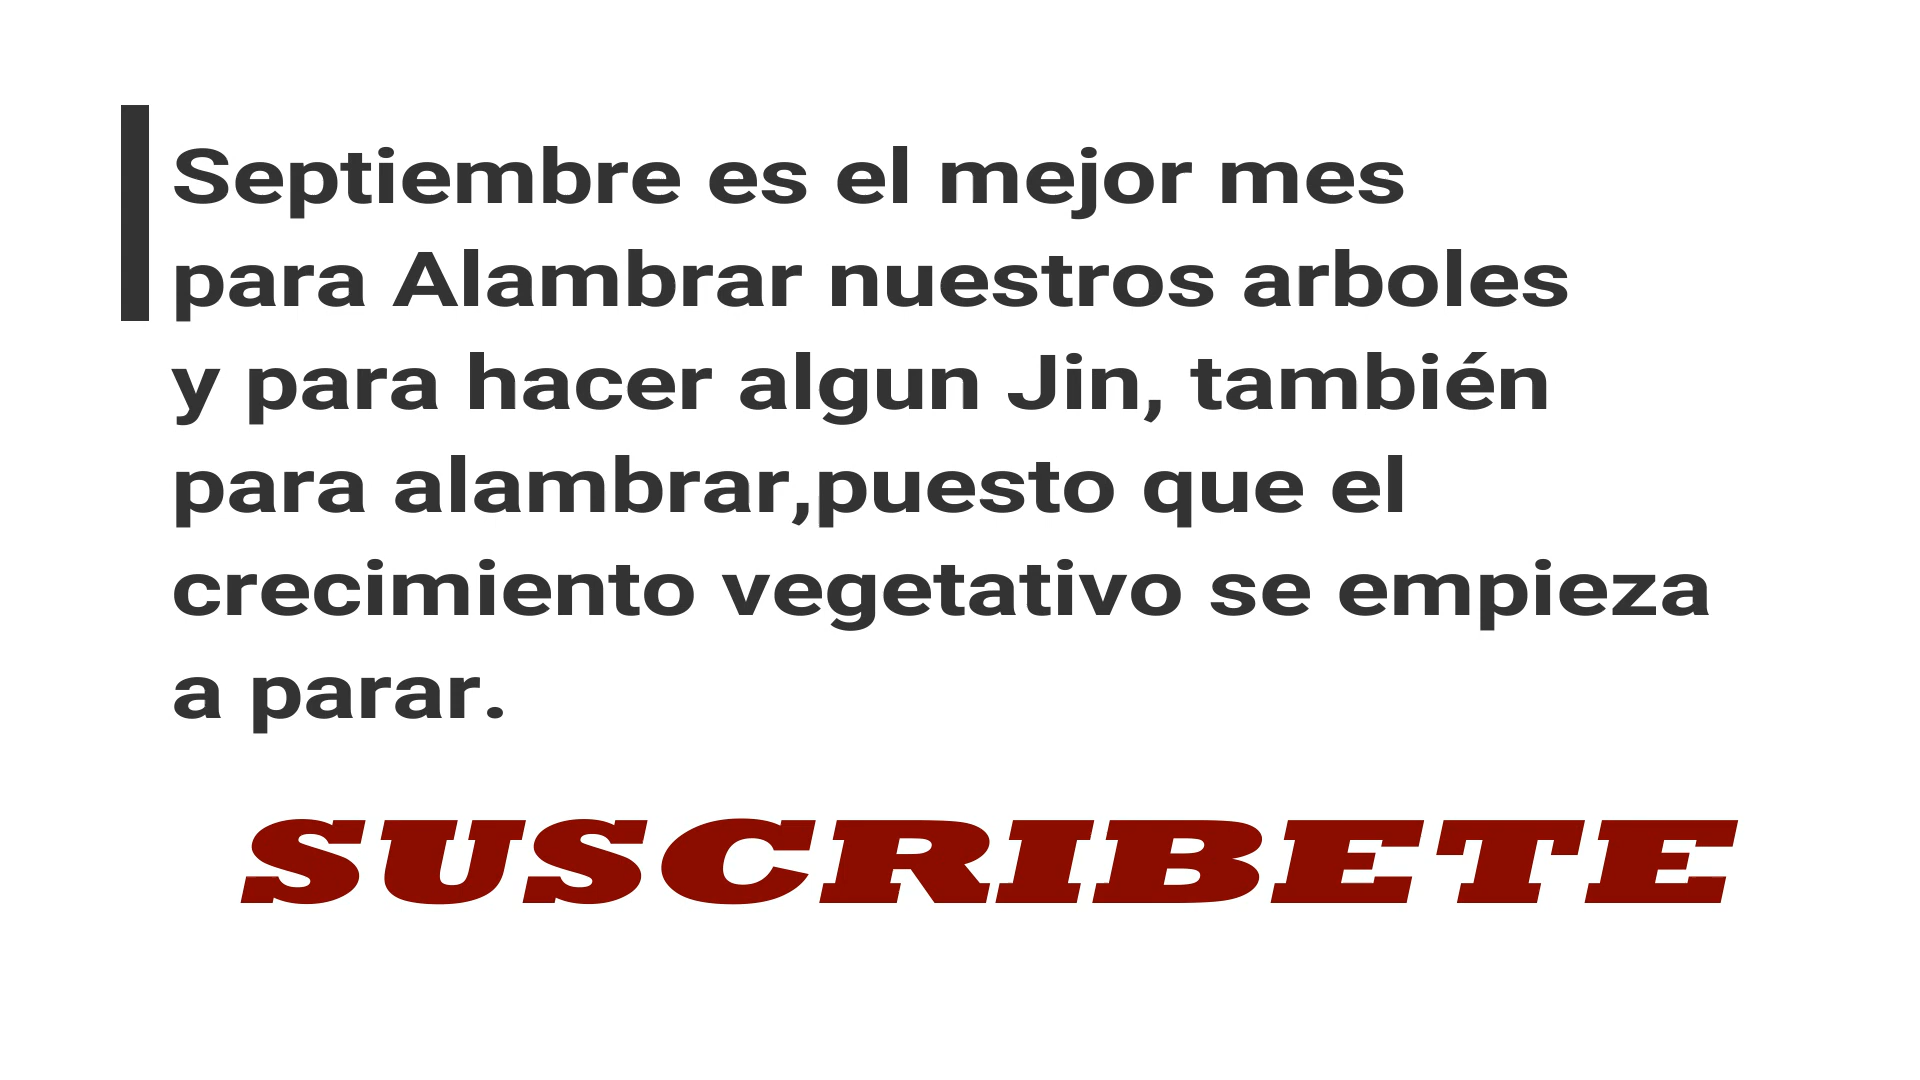 Septiembre es el mejor mes
para Alambrar nuestros arboles
y para hacer algun Jin, también
para alambrar,puesto que el
crecimiento vegetativo se empieza
a parar.
SUSCRIBETE